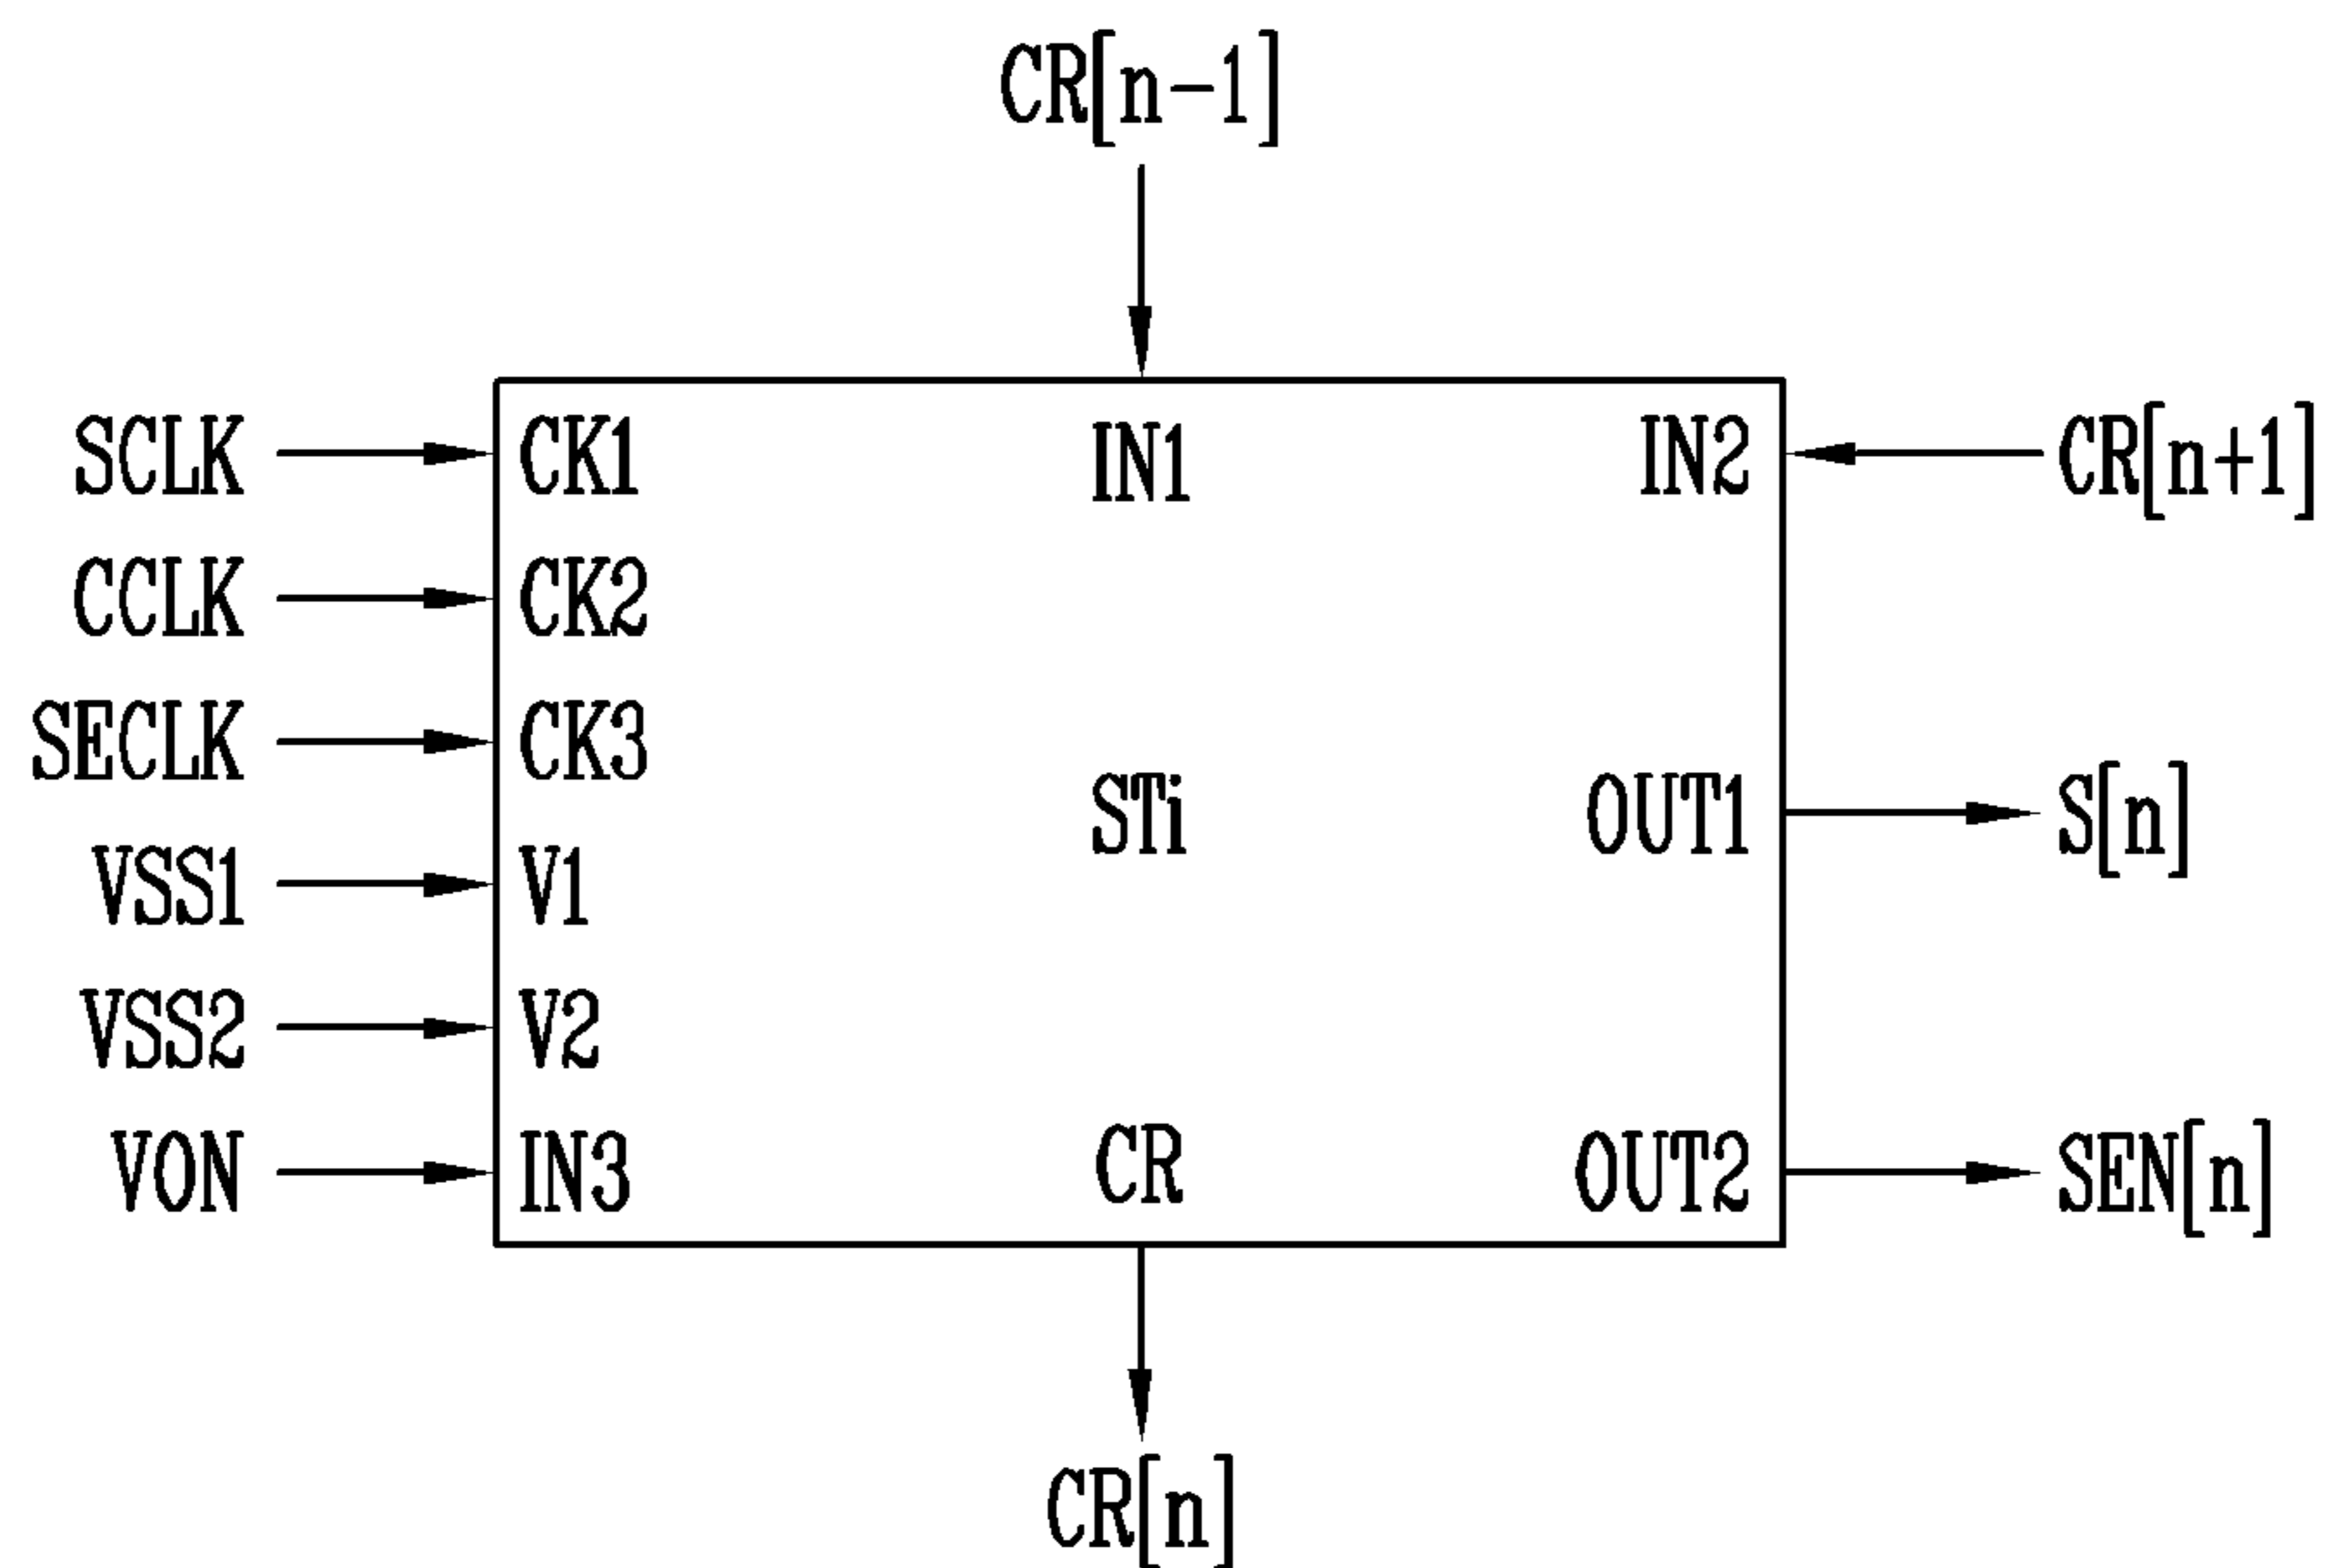 CR[n-1]
SCLK CK1 IN1 IN2 CR[n+1]
CCLK CK2
SECLK CK3
STi OUT1 S[n]
VSS1 V1
VSS2 V2
VON IN3 CR OUT2 SEN[n]
CR[n]